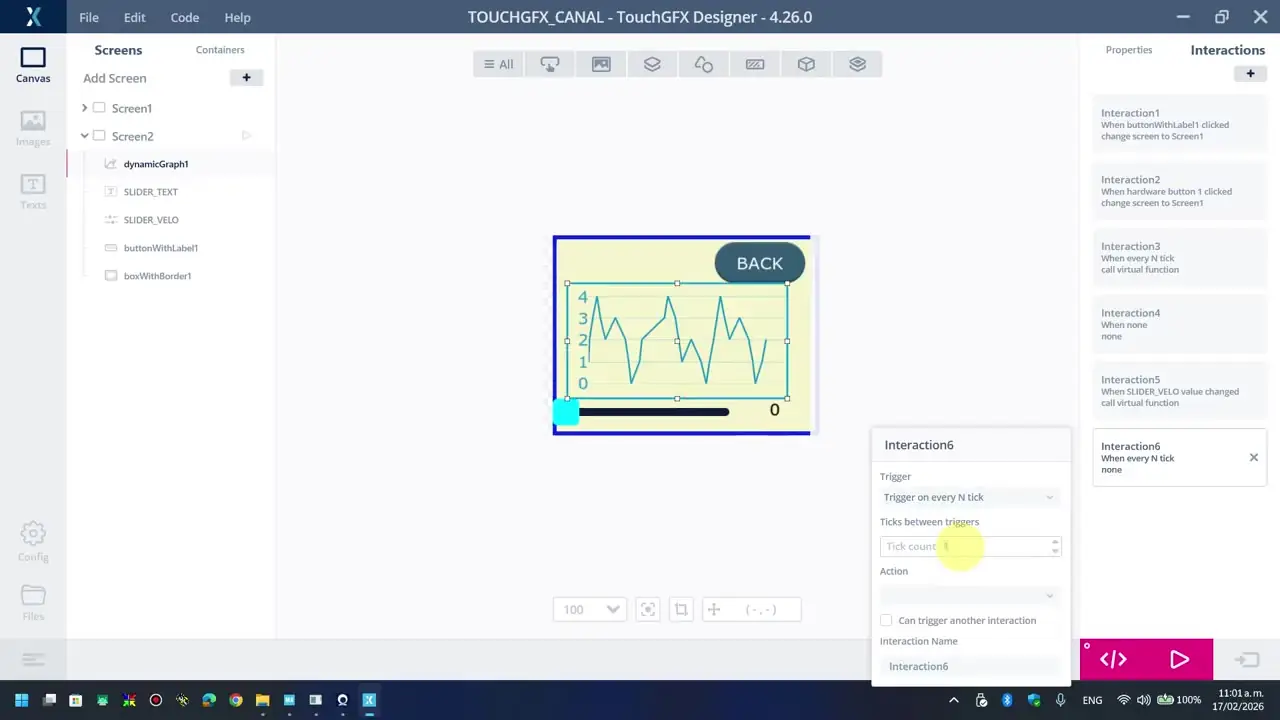 File Edit Code Help
TOUCHGFX_CANAL - TouchGFX Designer - 4.26.0
Canvas
Images
Texts
Config
Files
Screens Containers
Add Screen +
Screen1
Screen2
dynamicGraph1
SLIDER_TEXT
SLIDER_VELO
buttonWithLabel1
boxWithBorder1
All
BACK
4
3
2
1
0
0
100
( - , - )
Properties Interactions
+
Interaction1
When buttonWithLabel1 clicked
change screen to Screen1
Interaction2
When hardware button 1 clicked
change screen to Screen1
Interaction3
When every N tick
call virtual function
Interaction4
When none
none
Interaction5
When SLIDER_VELO value changed
call virtual function
Interaction6
When every N tick
none
Interaction6
Trigger
Trigger on every N tick
Ticks between triggers
Tick count
Action
Can trigger another interaction
Interaction Name
Interaction6
ENG
100%
11:01 a. m.
17/02/2026